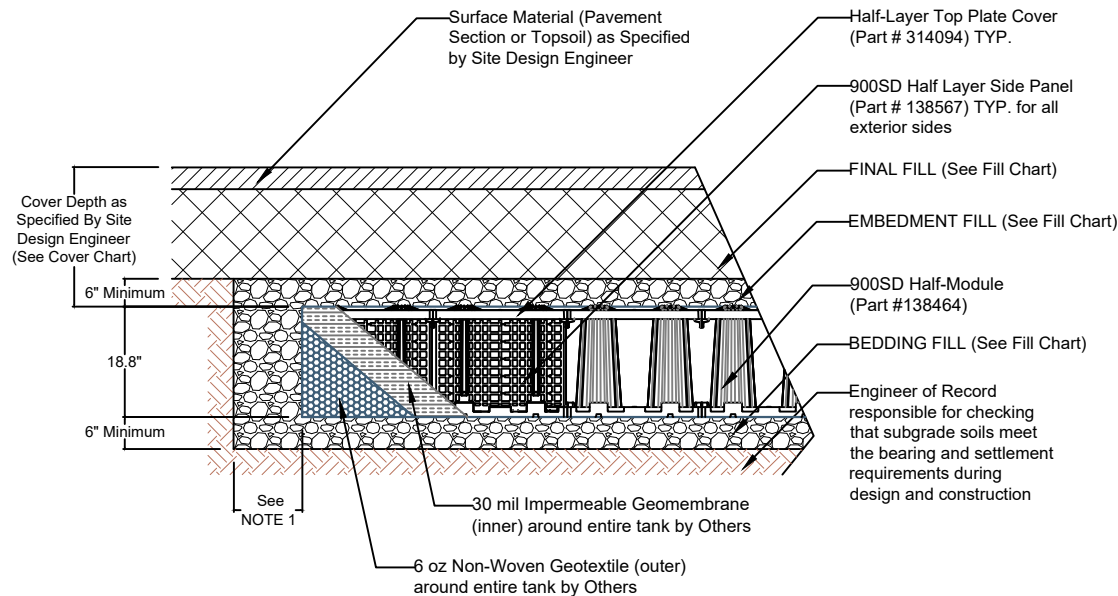 Surface Material (Pavement
Section or Topsoil) as Specified
by Site Design Engineer
Half-Layer Top Plate Cover
(Part # 314094) TYP.
900SD Half Layer Side Panel
(Part # 138567) TYP. for all
exterior sides
FINAL FILL (See Fill Chart)
EMBEDMENT FILL (See Fill Chart)
900SD Half-Module
(Part #138464)
BEDDING FILL (See Fill Chart)
Engineer of Record
responsible for checking
that subgrade soils meet
the bearing and settlement
requirements during
design and construction
Cover Depth as
Specified By Site
Design Engineer
(See Cover Chart)
6" Minimum
18.8"
6" Minimum
See
NOTE 1
30 mil Impermeable Geomembrane
(inner) around entire tank by Others
6 oz Non-Woven Geotextile (outer)
around entire tank by Others